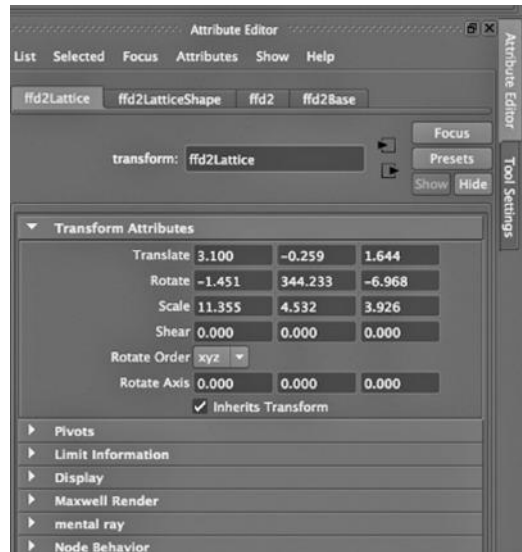 Attribute Editor
List Selected Focus Attributes Show Help
ffd2Lattice ffd2LatticeShape ffd2 ffd2Base
Focus
transform: ffd2Lattice Presets
Show Hide
Transform Attributes
Translate 3.100 -0.259 1.644
Rotate -1.451 344.233 -6.968
Scale 11.355 4.532 3.926
Shear 0.000 0.000 0.000
Rotate Order xyz
Rotate Axis 0.000 0.000 0.000
Inherits Transform
Pivots
Limit Information
Display
Maxwell Render
mental ray
Node Behavior
Attribute Editor
Tool Settings